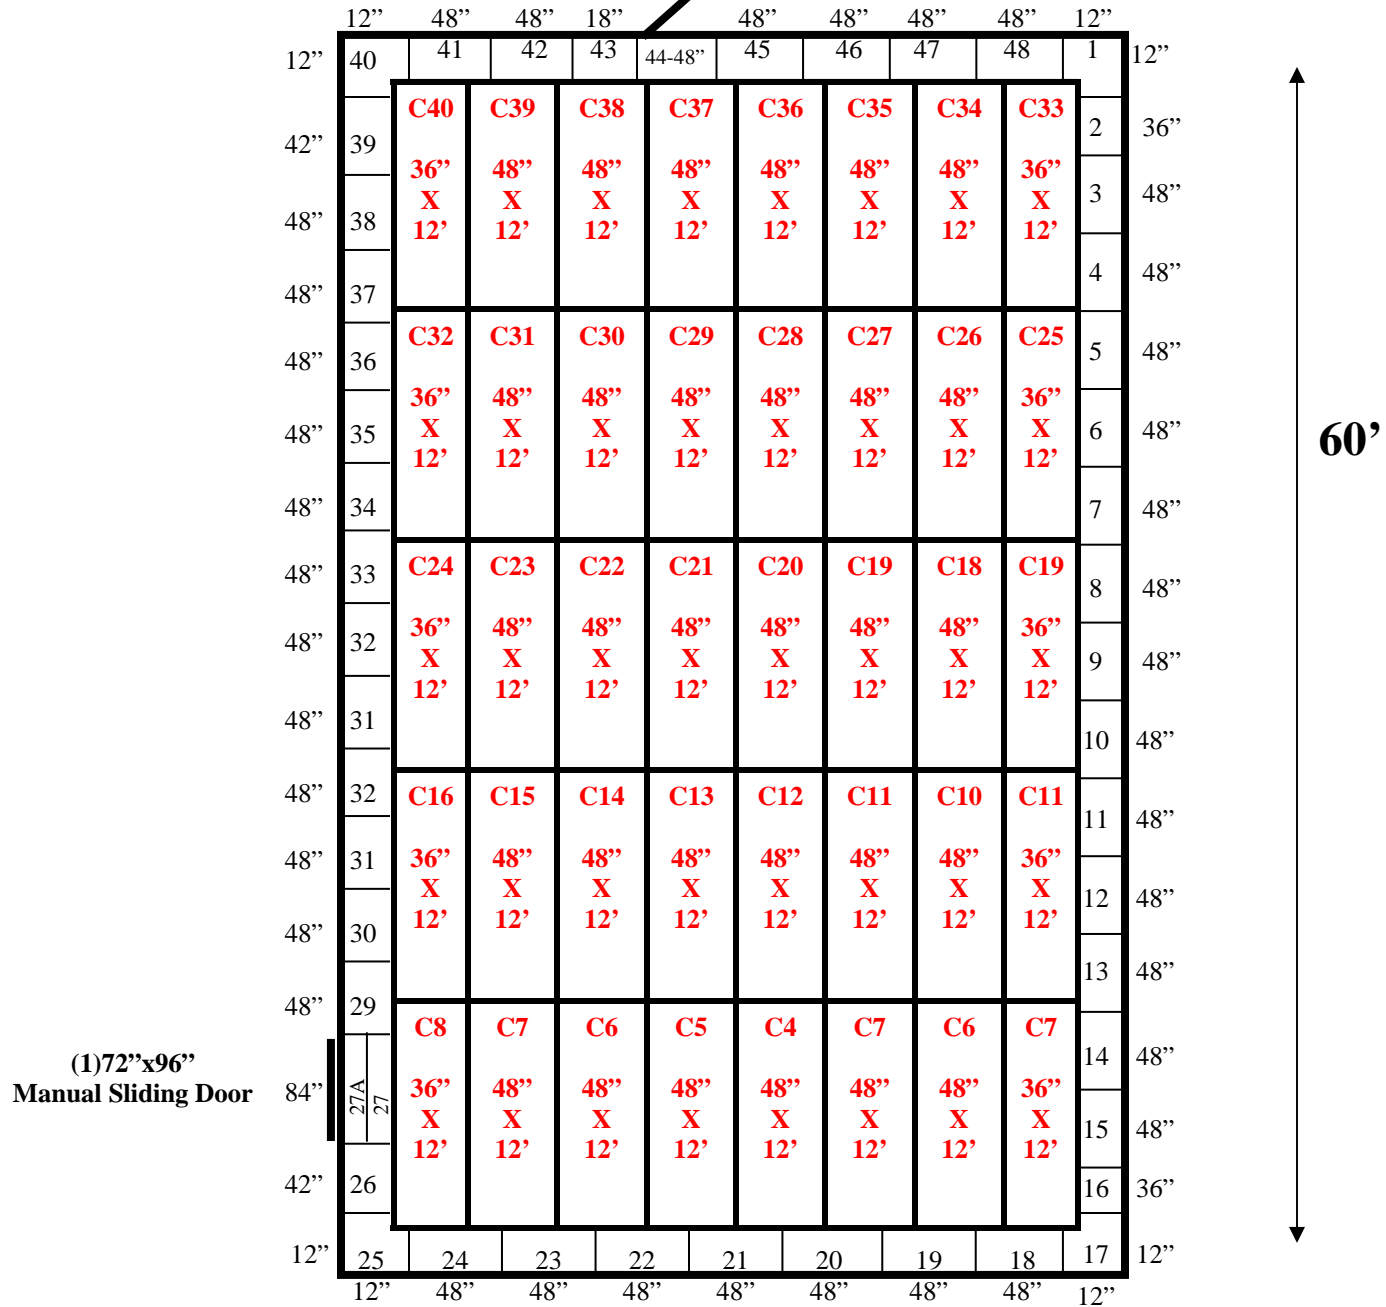 12” 48” 48” 18” 48” 48” 48” 48” 12”
12” 40 41 42 43 44-48” 45 46 47 48 1 12”
C40 C39 C38 C37 C36 C35 C34 C33
42” 39 2 36”
36” 48” 48” 48” 48” 48” 48” 36”
X X X X X X X X
12’ 12’ 12’ 12’ 12’ 12’ 12’ 12’
3 48”
48” 38
4 48”
48” 37
C32 C31 C30 C29 C28 C27 C26 C25
48” 36 5 48”
36” 48” 48” 48” 48” 48” 48” 36”
X X X X X X X X
12’ 12’ 12’ 12’ 12’ 12’ 12’ 12’
48” 35 6 48”
60’
48” 34 7 48”
C24 C23 C22 C21 C20 C19 C18 C19
48” 33 8 48”
36” 48” 48” 48” 48” 48” 48” 36”
X X X X X X X X
12’ 12’ 12’ 12’ 12’ 12’ 12’ 12’
48” 32 9 48”
48” 31 10 48”
C16 C15 C14 C13 C12 C11 C10 C11
48” 32 11 48”
36” 48” 48” 48” 48” 48” 48” 36”
X X X X X X X X
12’ 12’ 12’ 12’ 12’ 12’ 12’ 12’
48” 31 12 48”
48” 30 13 48”
48” 29
C8 C7 C6 C5 C4 C7 C6 C7
14 48”
36” 48” 48” 48” 48” 48” 48” 36”
X X X X X X X X
12’ 12’ 12’ 12’ 12’ 12’ 12’ 12’
(1)72”x96”
Manual Sliding Door
84” 27A 27 15 48”
42” 26 16 36”
12” 25 24 23 22 21 20 19 18 17 12”
12” 48” 48” 48” 48” 48” 48” 48” 12”